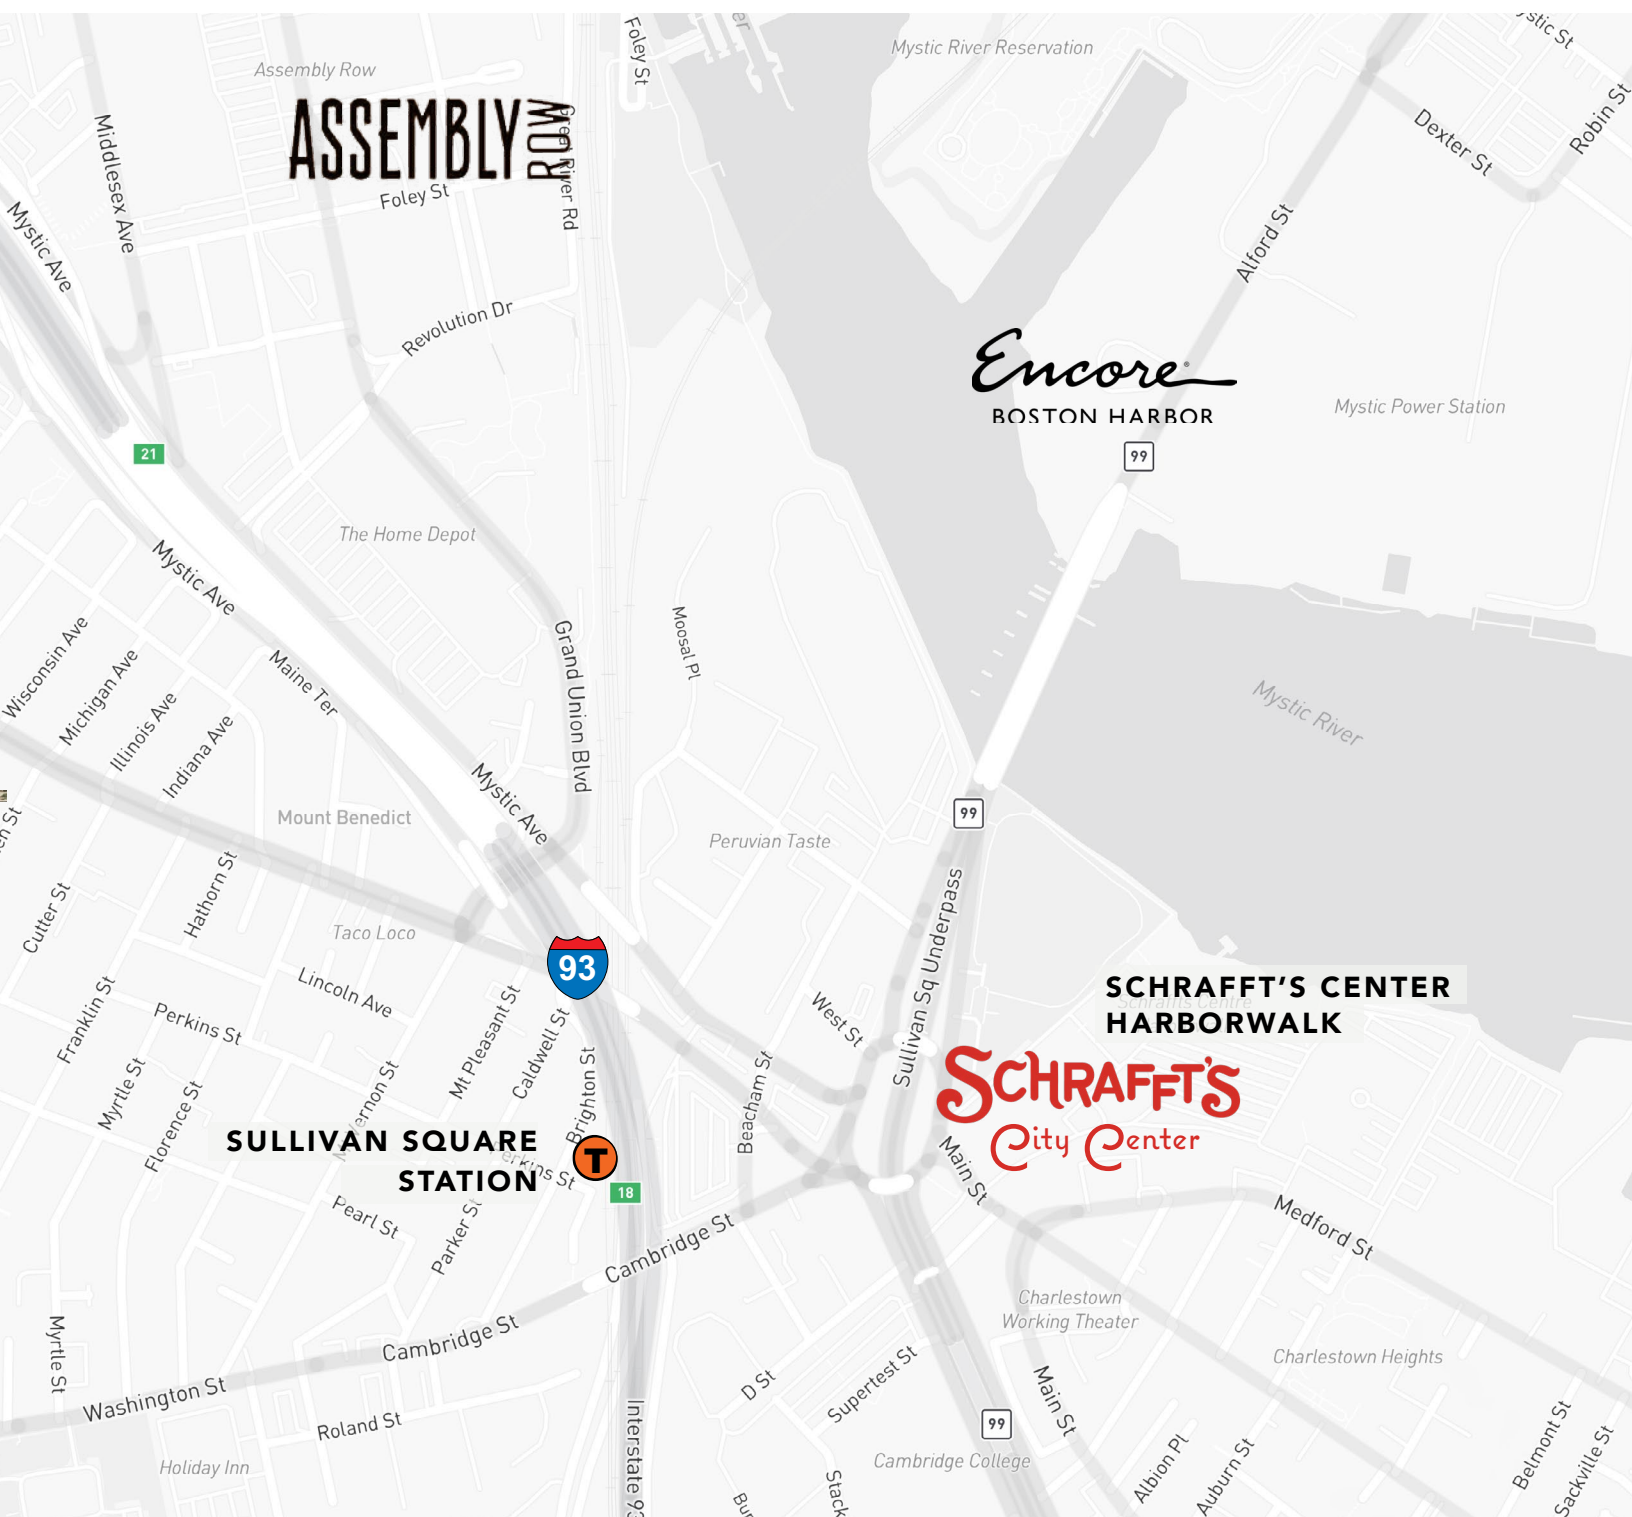 Foley St
Mystic River Reservation
Assembly Row
ASSEMBLY
ROW
Great River Rd
Middlesex Ave
Foley St
Mystic Ave
Dexter St
Robin St
Alford St
Revolution Dr
Encore
BOSTON HARBOR
Mystic Power Station
99
21
The Home Depot
Mystic Ave
Wisconsin Ave
Michigan Ave
Illinois Ave
Indiana Ave
Maine Ter
Grand Union Blvd
Moosal Pl
Mystic River
Mystic Ave
Mount Benedict
Peruvian Taste
99
Hathorn St
Cutter St
Taco Loco
93
Sullivan Sq Underpass
SCHRAFFT'S CENTER
Schraffts Centre
HARBORWALK
Lincoln Ave
Perkins St
Franklin St
Mt Pleasant St
Caldwell St
Brighton St
West St
Beacham St
Myrtle St
Florence St
SCHRAFFT'S
City Center
SULLIVAN SQUARE
STATION
T
Perkins St
18
Main St
Pearl St
Parker St
Cambridge St
Medford St
Charlestown
Working Theater
Charlestown Heights
Cambridge St
Myrtle St
Washington St
Roland St
Holiday Inn
Interstate 93
D St
Supertest St
Main St
99
Cambridge College
Albion Pl
Auburn St
Belmont St
Sackville St
Stack